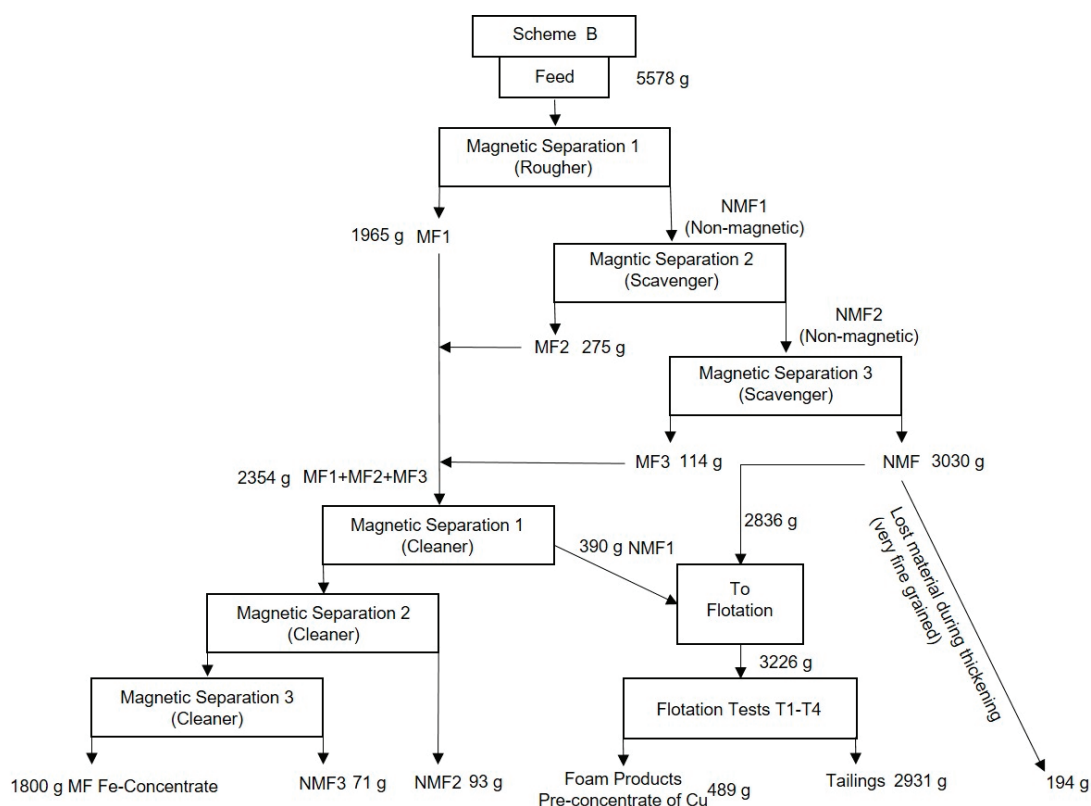 Scheme B
Feed
5578 g
Magnetic Separation 1
(Rougher)
NMF1
(Non-magnetic)
1965 g MF1
Magntic Separation 2
(Scavenger)
NMF2
(Non-magnetic)
MF2 275 g
Magnetic Separation 3
(Scavenger)
MF3 114 g
NMF 3030 g
2354 g MF1+MF2+MF3
Magnetic Separation 1
(Cleaner)
390 g NMF1
2836 g
Lost material during thickening
(very fine grained)
To
Flotation
Magnetic Separation 2
(Cleaner)
3226 g
Magnetic Separation 3
(Cleaner)
Flotation Tests T1-T4
1800 g MF Fe-Concentrate
NMF3 71 g
NMF2 93 g
Foam Products
Pre-concentrate of Cu 489 g
Tailings 2931 g
194 g